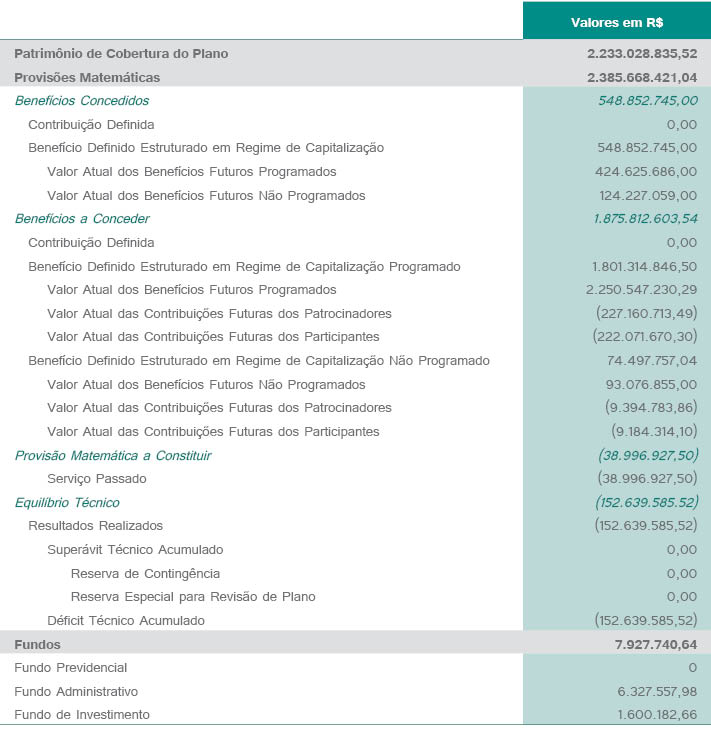 Valores em R$
Patrimônio de Cobertura do Plano 2.233.028.835,52
Provisões Matemáticas 2.385.668.421,04
Benefícios Concedidos 548.852.745,00
Contribuição Definida 0,00
Benefício Definido Estruturado em Regime de Capitalização 548.852.745,00
Valor Atual dos Benefícios Futuros Programados 424.625.686,00
Valor Atual dos Benefícios Futuros Não Programados 124.227.059,00
Benefícios a Conceder 1.875.812.603,54
Contribuição Definida 0,00
Benefício Definido Estruturado em Regime de Capitalização Programado 1.801.314.846,50
Valor Atual dos Benefícios Futuros Programados 2.250.547.230,29
Valor Atual das Contribuições Futuras dos Patrocinadores (227.160.713,49)
Valor Atual das Contribuições Futuras dos Participantes (222.071.670,30)
Benefício Definido Estruturado em Regime de Capitalização Não Programado 74.497.757,04
Valor Atual dos Benefícios Futuros Não Programados 93.076.855,00
Valor Atual das Contribuições Futuras dos Patrocinadores (9.394.783,86)
Valor Atual das Contribuições Futuras dos Participantes (9.184.314,10)
Provisão Matemática a Constituir (38.996.927,50)
Serviço Passado (38.996.927,50)
Equilíbrio Técnico (152.639.585.52)
Resultados Realizados (152.639.585,52)
Superávit Técnico Acumulado 0,00
Reserva de Contingência 0,00
Reserva Especial para Revisão de Plano 0,00
Déficit Técnico Acumulado (152.639.585,52)
Fundos 7.927.740,64
Fundo Previdencial 0
Fundo Administrativo 6.327.557,98
Fundo de Investimento 1.600.182,66